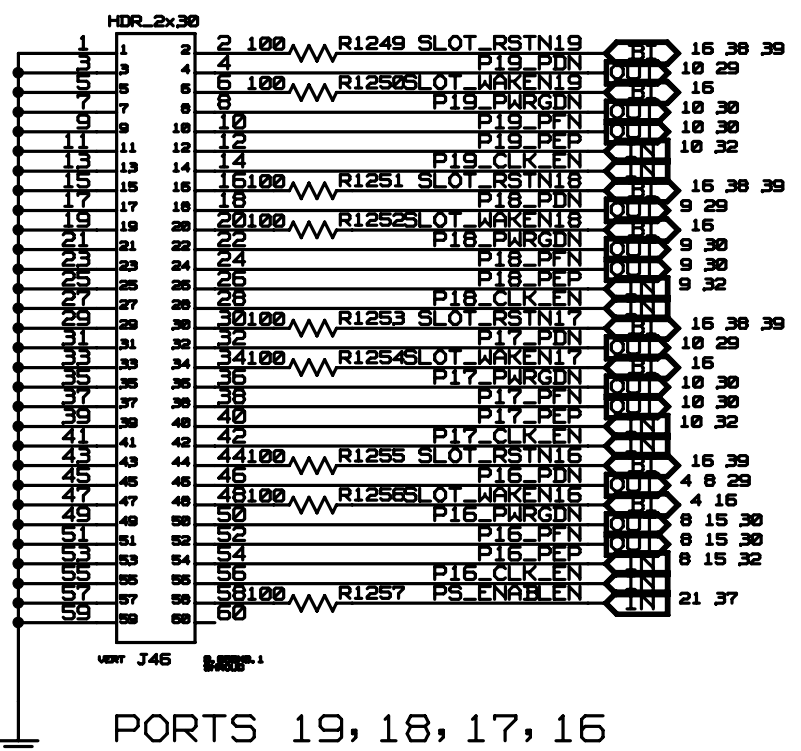 HDR_2x30
1 1 2 2 100 R1249 SLOT_RSTN19 BI 16 38 39
3 3 4 4 P19_PDN OUT 10 29
5 5 6 6 100 R1250 SLOT_WAKEN19 BI 16
7 7 8 8 P19_PWRGDN OUT 10 30
9 9 10 10 P19_PFN OUT 10 30
11 11 12 12 P19_PEP IN 10 32
13 13 14 14 P19_CLK_EN IN
15 15 16 16 100 R1251 SLOT_RSTN18 BI 16 38 39
17 17 18 18 P18_PDN OUT 9 29
19 19 20 20 100 R1252 SLOT_WAKEN18 BI 16
21 21 22 22 P18_PWRGDN OUT 9 30
23 23 24 24 P18_PFN OUT 9 30
25 25 26 26 P18_PEP IN 9 32
27 27 28 28 P18_CLK_EN IN
29 29 30 30 100 R1253 SLOT_RSTN17 BI 16 38 39
31 31 32 32 P17_PDN OUT 10 29
33 33 34 34 100 R1254 SLOT_WAKEN17 BI 16
35 35 36 36 P17_PWRGDN OUT 10 30
37 37 38 38 P17_PFN OUT 10 30
39 39 40 40 P17_PEP IN 10 32
41 41 42 42 P17_CLK_EN IN
43 43 44 44 100 R1255 SLOT_RSTN16 BI 16 39
45 45 46 46 P16_PDN OUT 4 8 29
47 47 48 48 100 R1256 SLOT_WAKEN16 BI 4 16
49 49 50 50 P16_PWRGDN OUT 8 15 30
51 51 52 52 P16_PFN OUT 8 15 30
53 53 54 54 P16_PEP IN 8 15 32
55 55 56 56 P16_CLK_EN IN
57 57 58 58 100 R1257 PS_ENABLEN IN 21 37
59 59 60 60
VERT J46
SHROUD
PORTS 19, 18, 17, 16